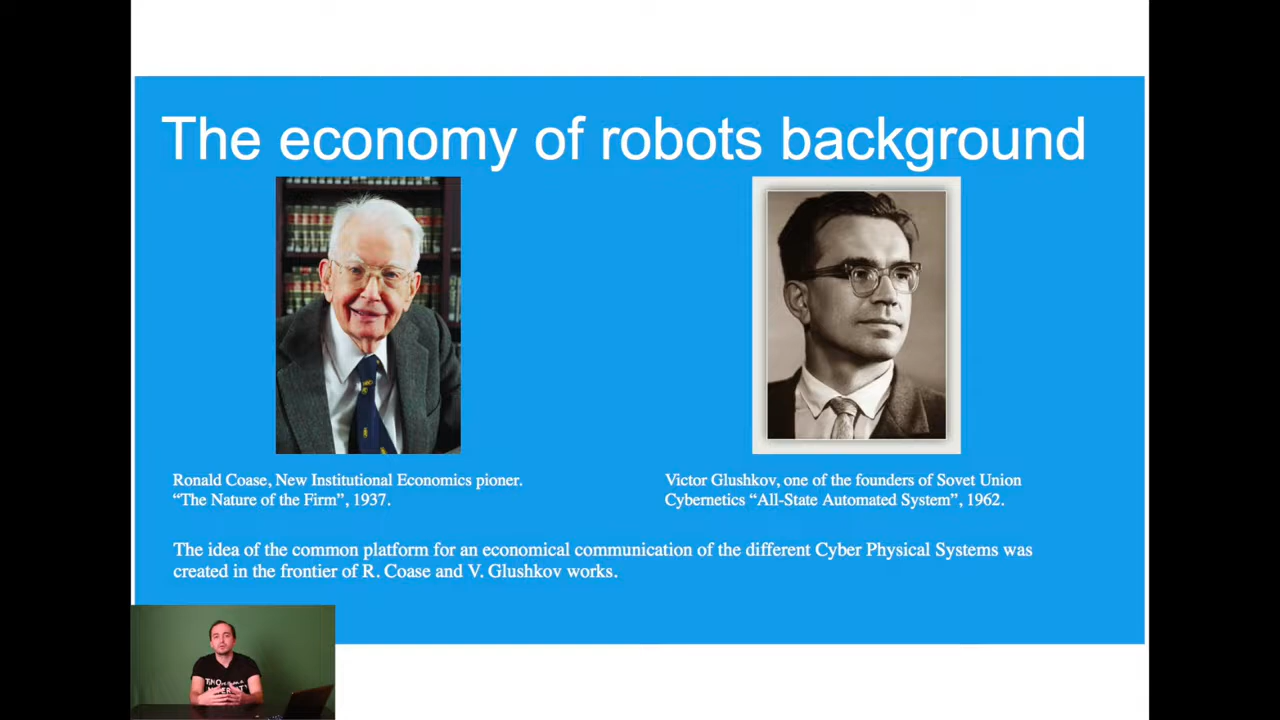 The economy of robots background
Ronald Coase, New Institutional Economics pioner.
“The Nature of the Firm”, 1937.
Victor Glushkov, one of the founders of Sovet Union
Cybernetics “All-State Automated System”, 1962.
The idea of the common platform for an economical communication of the different Cyber Physical Systems was
created in the frontier of R. Coase and V. Glushkov works.